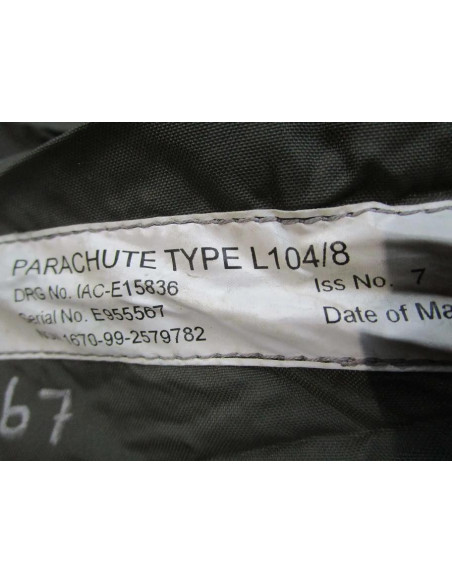 PARACHUTE TYPE L104/8
DRG No. IAC-E15836 Iss No. 7
Serial No. E955567 Date of Ma
1670-99-2579782
67